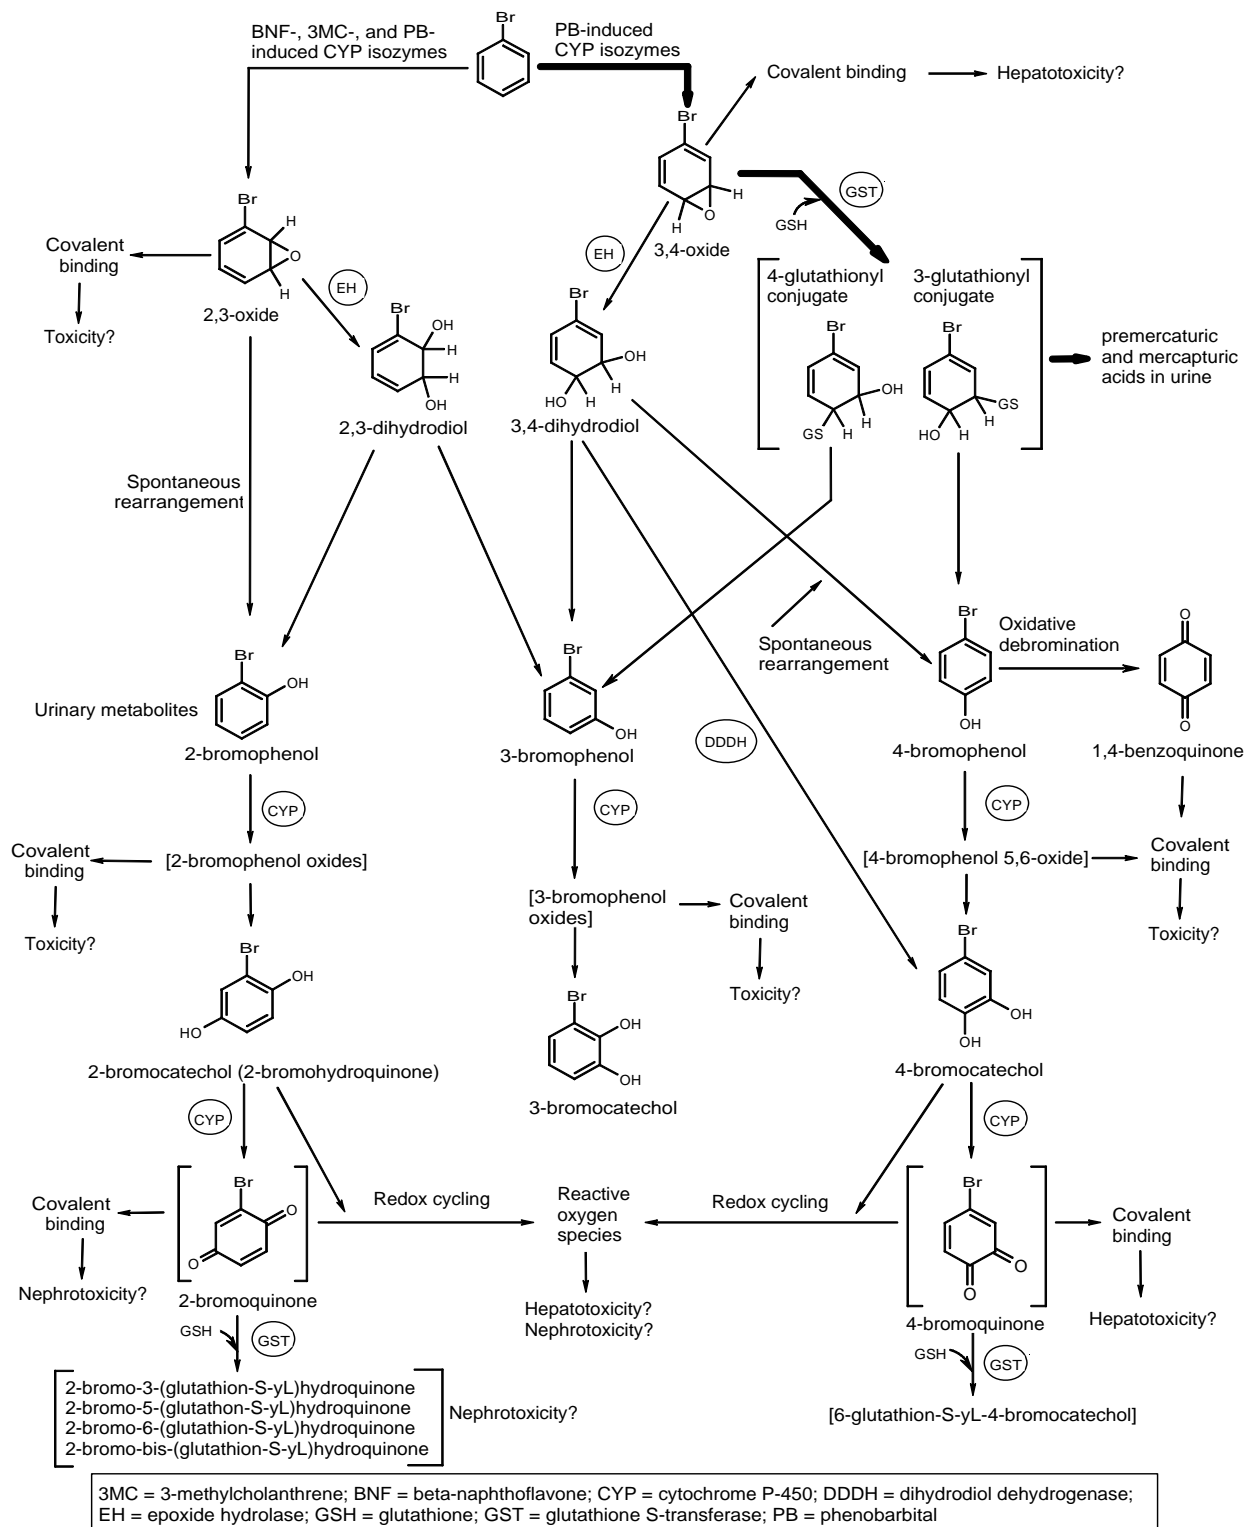 Br
BNF-, 3MC-, and PB-
induced CYP isozymes
PB-induced
CYP isozymes
Covalent binding
Hepatotoxicity?
Br
H
O
H
3,4-oxide
GST
GSH
Br
H
O
H
2,3-oxide
Covalent
binding
Toxicity?
EH
EH
4-glutathionyl
conjugate
3-glutathionyl
conjugate
Br
OH
H
H
OH
2,3-dihydrodiol
Br
OH
H
HO
H
3,4-dihydrodiol
Br
OH
H
GS
H
Br
GS
H
HO
H
premercaturic
and mercapturic
acids in urine
Spontaneous
rearrangement
Spontaneous
rearrangement
Urinary metabolites
Br
OH
2-bromophenol
Br
OH
3-bromophenol
DDDH
Br
OH
4-bromophenol
Oxidative
debromination
O
O
1,4-benzoquinone
CYP
CYP
CYP
Covalent
binding
[2-bromophenol oxides]
Toxicity?
[3-bromophenol
oxides]
Covalent
binding
Toxicity?
[4-bromophenol 5,6-oxide]
Covalent
binding
Toxicity?
Br
OH
HO
2-bromocatechol (2-bromohydroquinone)
Br
OH
OH
3-bromocatechol
Br
OH
OH
4-bromocatechol
CYP
CYP
Covalent
binding
Nephrotoxicity?
Br
O
O
2-bromoquinone
Redox cycling
Reactive
oxygen
species
Hepatotoxicity?
Nephrotoxicity?
Redox cycling
Br
O
O
4-bromoquinone
Covalent
binding
Hepatotoxicity?
GSH
GST
GSH
GST
2-bromo-3-(glutathion-S-yL)hydroquinone
2-bromo-5-(glutathon-S-yL)hydroquinone
2-bromo-6-(glutathion-S-yL)hydroquinone
2-bromo-bis-(glutathion-S-yL)hydroquinone
Nephrotoxicity?
[6-glutathion-S-yL-4-bromocatechol]
3MC = 3-methylcholanthrene; BNF = beta-naphthoflavone; CYP = cytochrome P-450; DDDH = dihydrodiol dehydrogenase;
EH = epoxide hydrolase; GSH = glutathione; GST = glutathione S-transferase; PB = phenobarbital